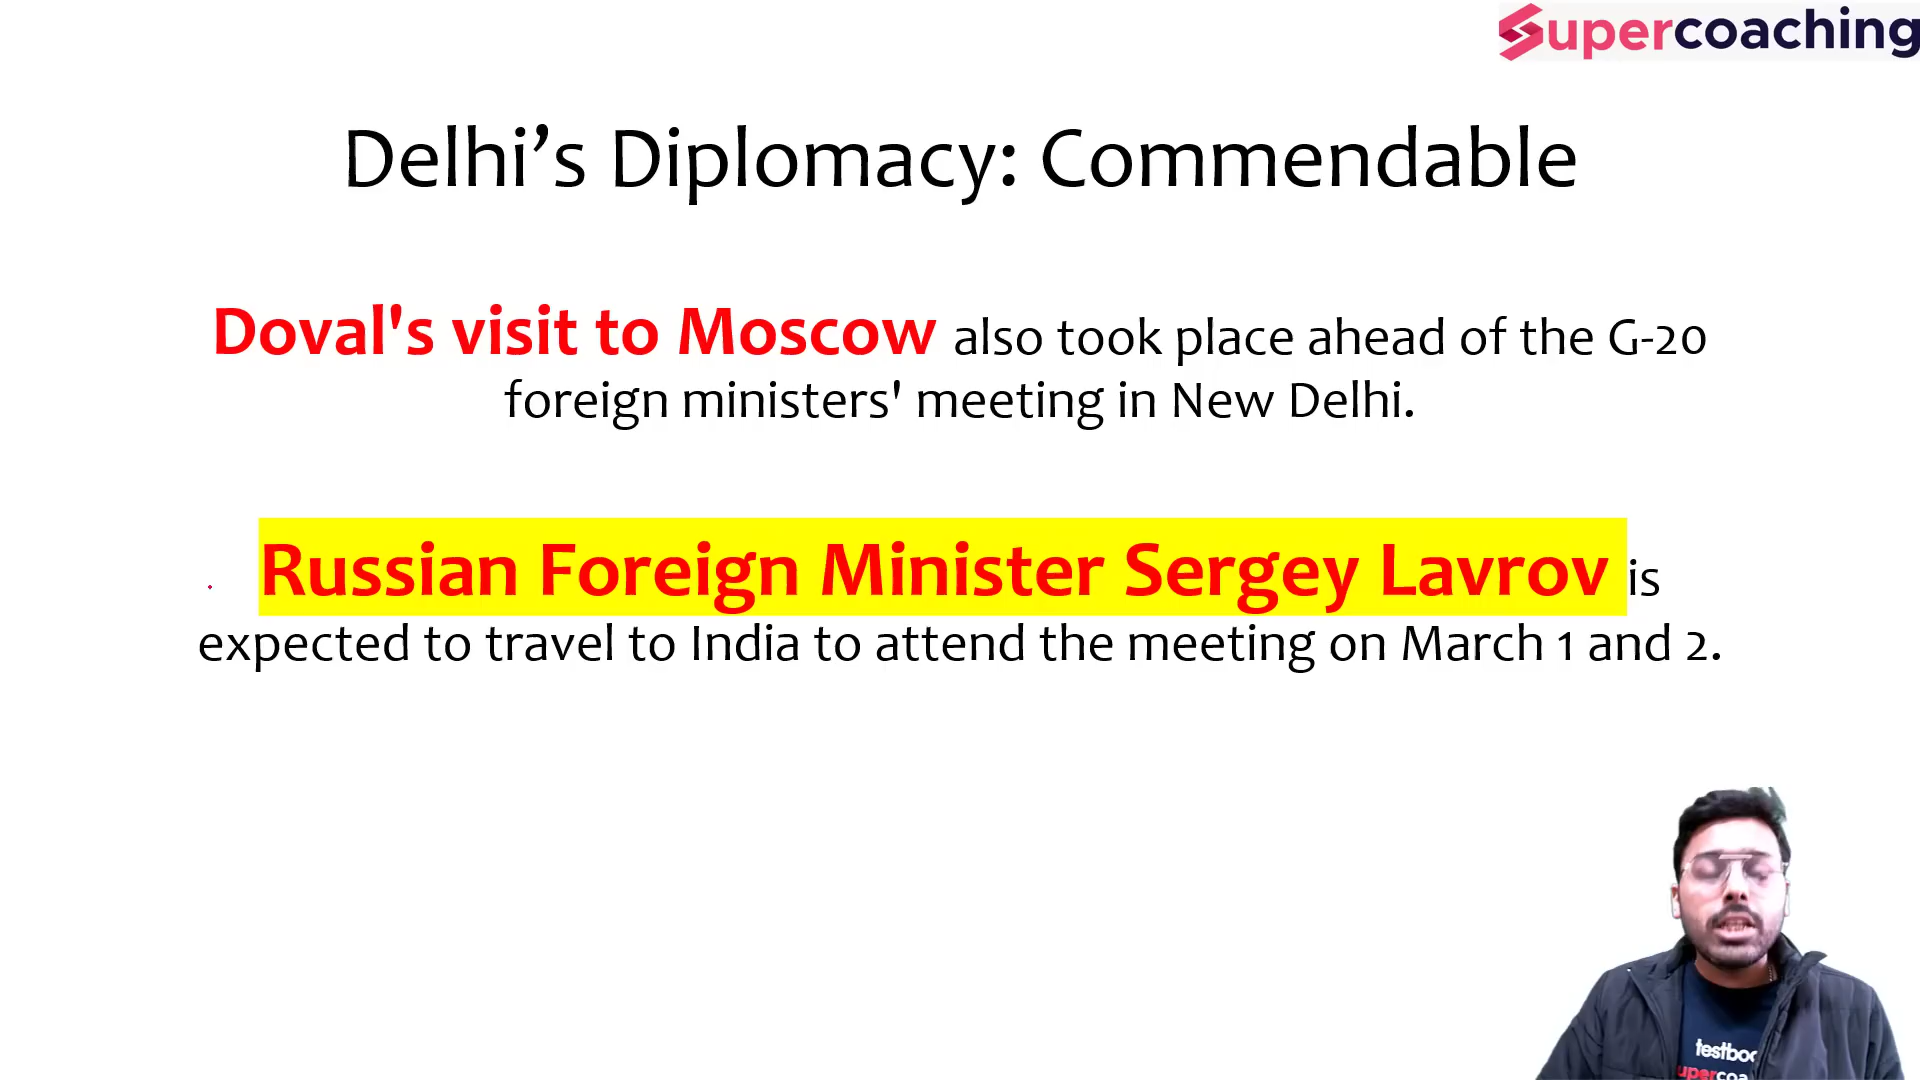 Supercoaching
Delhi’s Diplomacy: Commendable
Doval's visit to Moscow also took place ahead of the G-20
foreign ministers' meeting in New Delhi.
Russian Foreign Minister Sergey Lavrov is
expected to travel to India to attend the meeting on March 1 and 2.
testboo
supercoa